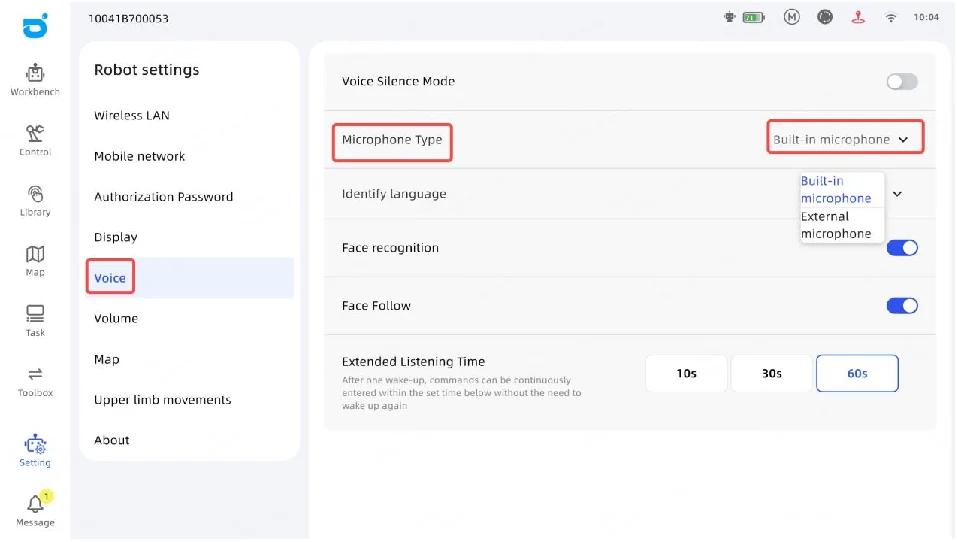 10041B700053
M
10:04
Workbench
Control
Library
Map
Task
Toolbox
Setting
1
Message
Robot settings
Wireless LAN
Mobile network
Authorization Password
Display
Voice
Volume
Map
Upper limb movements
About
Voice Silence Mode
Microphone Type
Built-in microphone
Built-in
microphone
External
microphone
Identify language
Face recognition
Face Follow
Extended Listening Time
After one wake-up, commands can be continuously
entered within the set time below without the need to
wake up again
10s
30s
60s